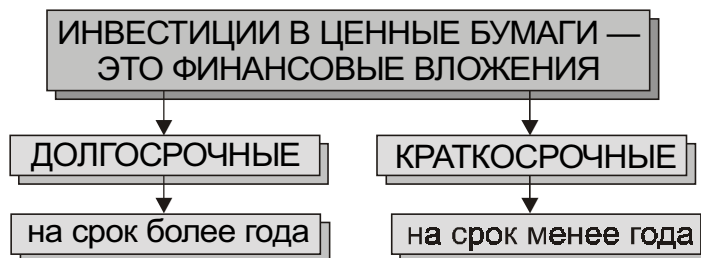 ИНВЕСТИЦИИ В ЦЕННЫЕ БУМАГИ —
ЭТО ФИНАНСОВЫЕ ВЛОЖЕНИЯ
ДОЛГОСРОЧНЫЕ
КРАТКОСРОЧНЫЕ
на срок более года
на срок менее года